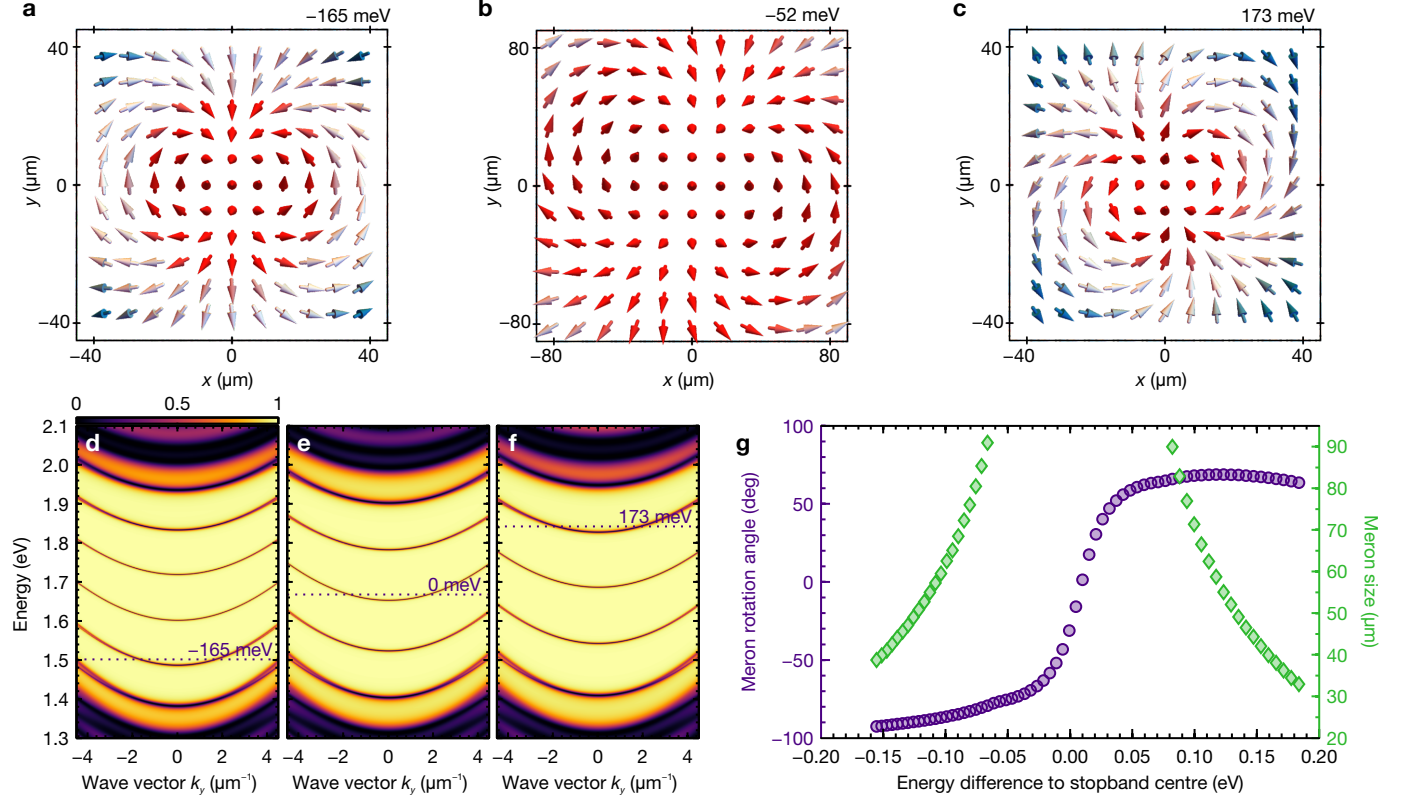 a
−165 meV
40
0
−40
y (µm)
−40
0
40
x (µm)
b
−52 meV
80
0
−80
y (µm)
−80
0
80
x (µm)
c
173 meV
40
0
−40
y (µm)
−40
0
40
x (µm)
0
0.5
1
d
2.1
2.0
1.9
1.8
1.7
1.6
1.5
1.4
1.3
Energy (eV)
−165 meV
−4
−2
0
2
4
Wave vector ky (µm⁻¹)
e
0 meV
−4
−2
0
2
4
Wave vector ky (µm⁻¹)
f
173 meV
−4
−2
0
2
4
Wave vector ky (µm⁻¹)
g
100
50
0
−50
−100
Meron rotation angle (deg)
90
80
70
60
50
40
30
20
Meron size (µm)
−0.20
−0.15
−0.10
−0.05
0.00
0.05
0.10
0.15
0.20
Energy difference to stopband centre (eV)